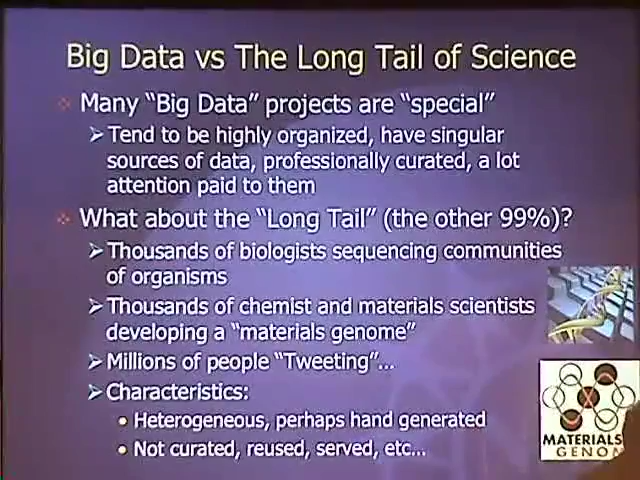 Big Data vs The Long Tail of Science
Many “Big Data” projects are “special”
Tend to be highly organized, have singular
sources of data, professionally curated, a lot
attention paid to them
What about the “Long Tail” (the other 99%)?
Thousands of biologists sequencing communities
of organisms
Thousands of chemist and materials scientists
developing a “materials genome”
Millions of people “Tweeting”...
Characteristics:
• Heterogeneous, perhaps hand generated
• Not curated, reused, served, etc...
MATERIALS
GENOM